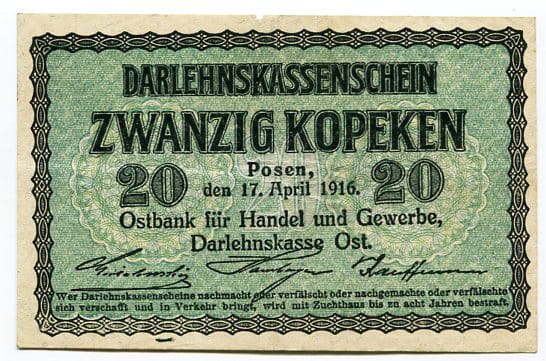 DARLEHNSKASSENSCHEIN
ZWANZIG KOPEKEN
20 Posen, 20
den 17. April 1916.
Ostbank für Handel und Gewerbe,
Darlehnskasse Ost.
Wer Darlehnskassenscheine nachmacht oder verfälscht oder nachgemachte oder verfälschte
sich verschafft und in Verkehr bringt, wird mit Zuchthaus bis zu acht Jahren bestraft.